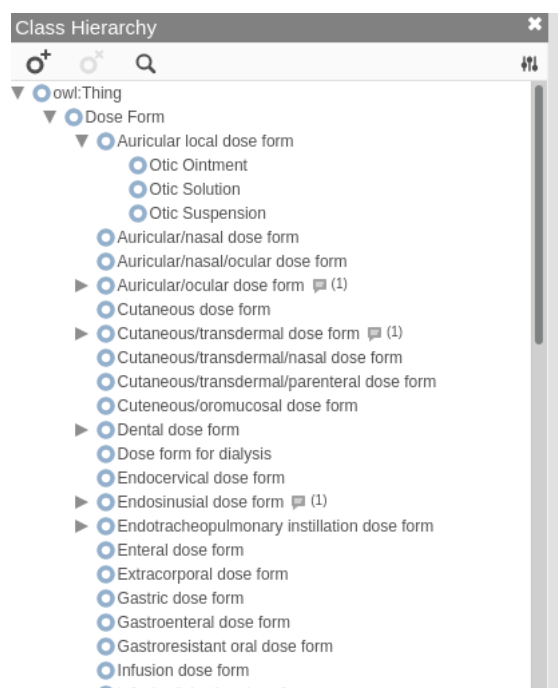 Class Hierarchy
owl:Thing
Dose Form
Auricular local dose form
Otic Ointment
Otic Solution
Otic Suspension
Auricular/nasal dose form
Auricular/nasal/ocular dose form
Auricular/ocular dose form (1)
Cutaneous dose form
Cutaneous/transdermal dose form (1)
Cutaneous/transdermal/nasal dose form
Cutaneous/transdermal/parenteral dose form
Cuteneous/oromucosal dose form
Dental dose form
Dose form for dialysis
Endocervical dose form
Endosinusial dose form (1)
Endotracheopulmonary instillation dose form
Enteral dose form
Extracorporal dose form
Gastric dose form
Gastroenteral dose form
Gastroresistant oral dose form
Infusion dose form